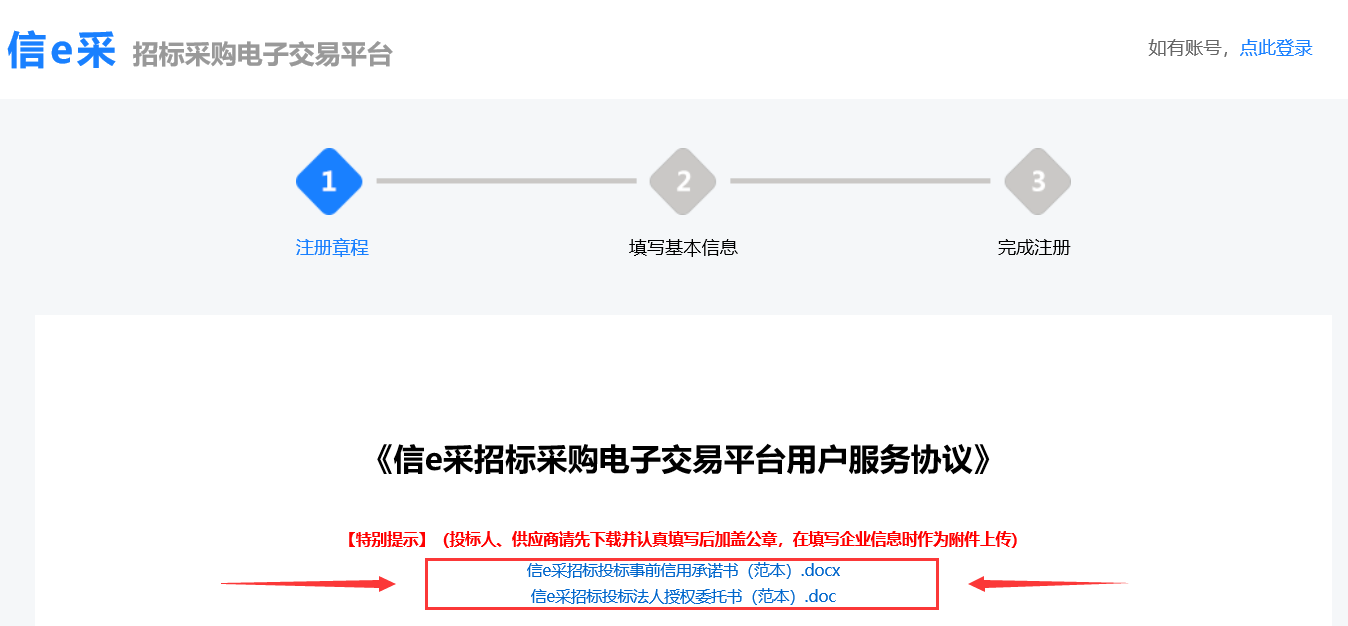 信e采 招标采购电子交易平台
如有账号，点此登录
1
2
3
注册章程
填写基本信息
完成注册
《信e采招标采购电子交易平台用户服务协议》
【特别提示】（投标人、供应商请先下载并认真填写后加盖公章，在填写企业信息时作为附件上传）
信e采招标投标事前信用承诺书（范本）.docx
信e采招标投标法人授权委托书（范本）.doc